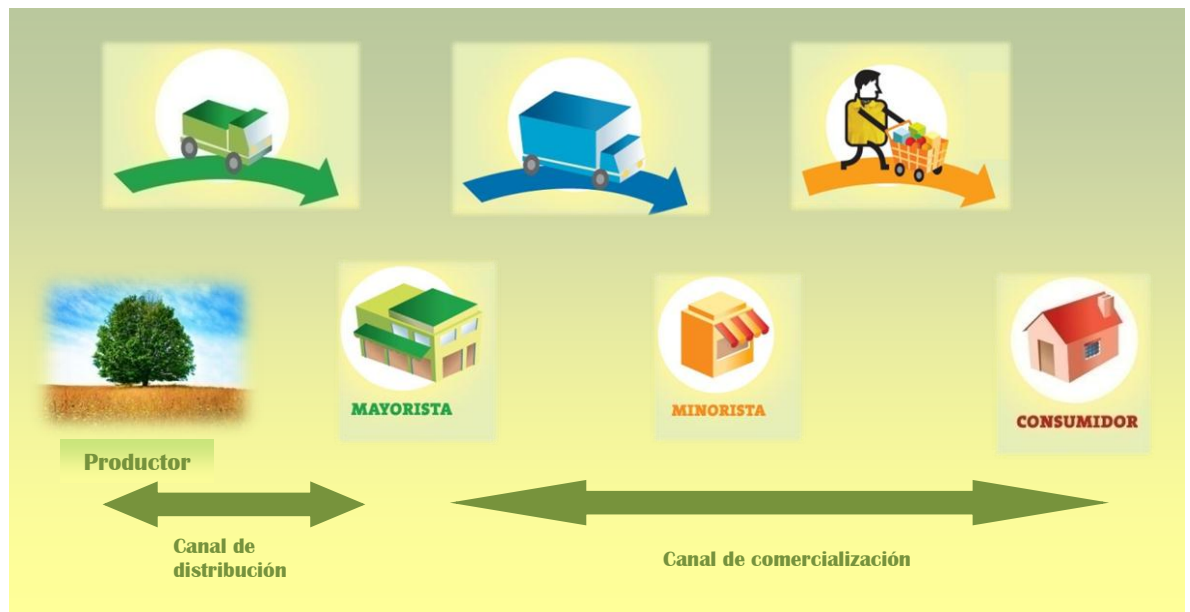 MAYORISTA
MINORISTA
CONSUMIDOR
Productor
Canal de
distribución
Canal de comercialización